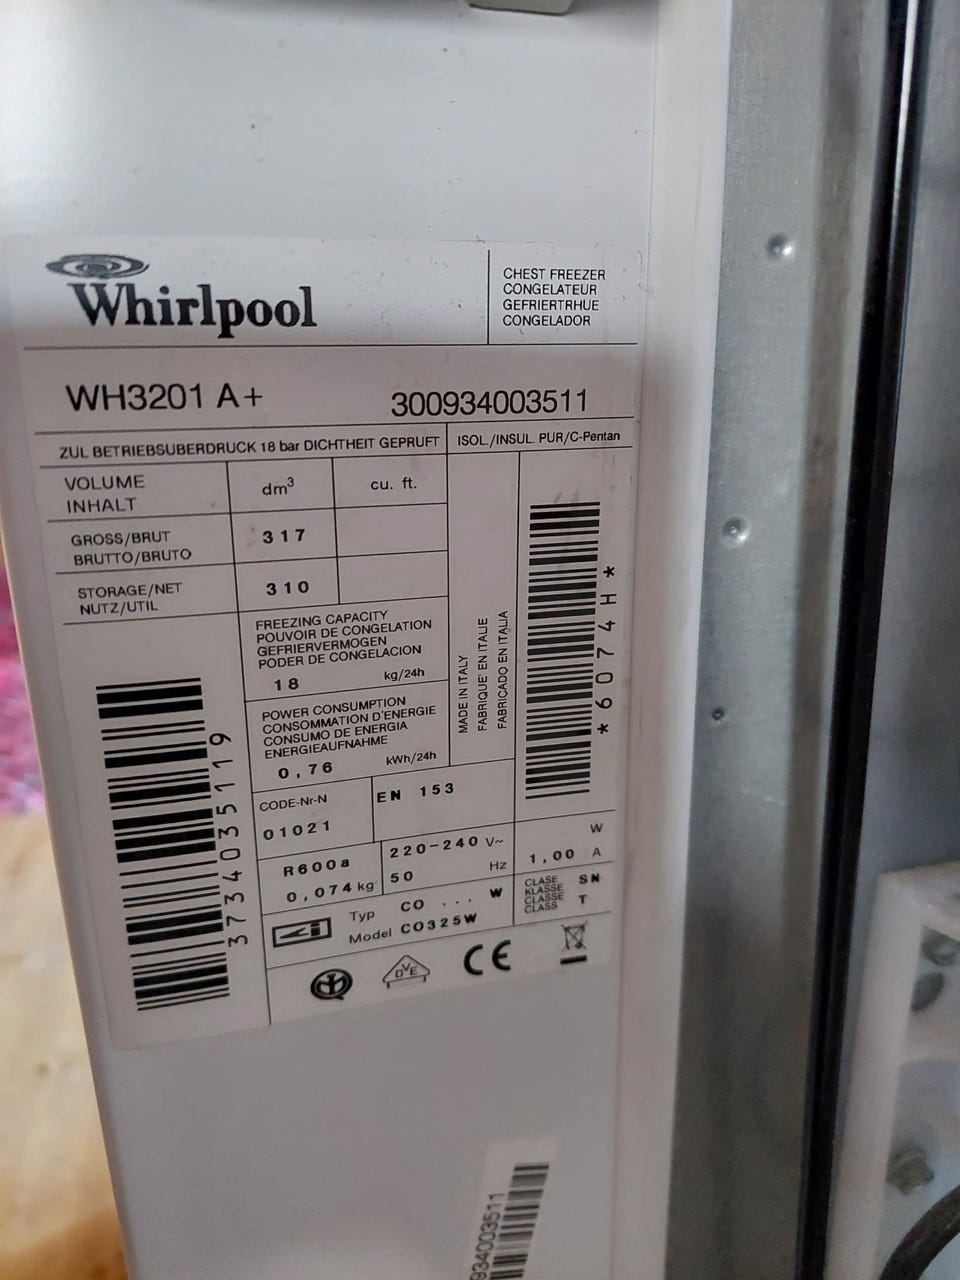 Whirlpool
CHEST FREEZER
CONGELATEUR
GEFRIERTRHUE
CONGELADOR
WH3201 A+
300934003511
ZUL BETRIEBSUBERDRUCK 18 bar DICHTHEIT GEPRUFT
ISOL./INSUL. PUR/C-Pentan
VOLUME
INHALT
dm³
cu. ft.
GROSS/BRUT
BRUTTO/BRUTO
317
STORAGE/NET
NUTZ/UTIL
310
FREEZING CAPACITY
POUVOIR DE CONGELATION
GEFRIERVERMOGEN
PODER DE CONGELACION
18 kg/24h
POWER CONSUMPTION
CONSOMMATION D'ENERGIE
CONSUMO DE ENERGIA
ENERGIEAUFNAHME
0,76 kWh/24h
MADE IN ITALY
FABRIQUE' EN ITALIE
FABRICADO EN ITALIA
*6074H*
373403035119
CODE-Nr-N
01021
EN 153
R600a
0,074 kg
220-240 V~
50 Hz
W
1,00 A
Typ CO ... W
Model CO325W
CLASE
KLASSE
CLASSE
CLASS
SN
T
DVE
CE
934003511